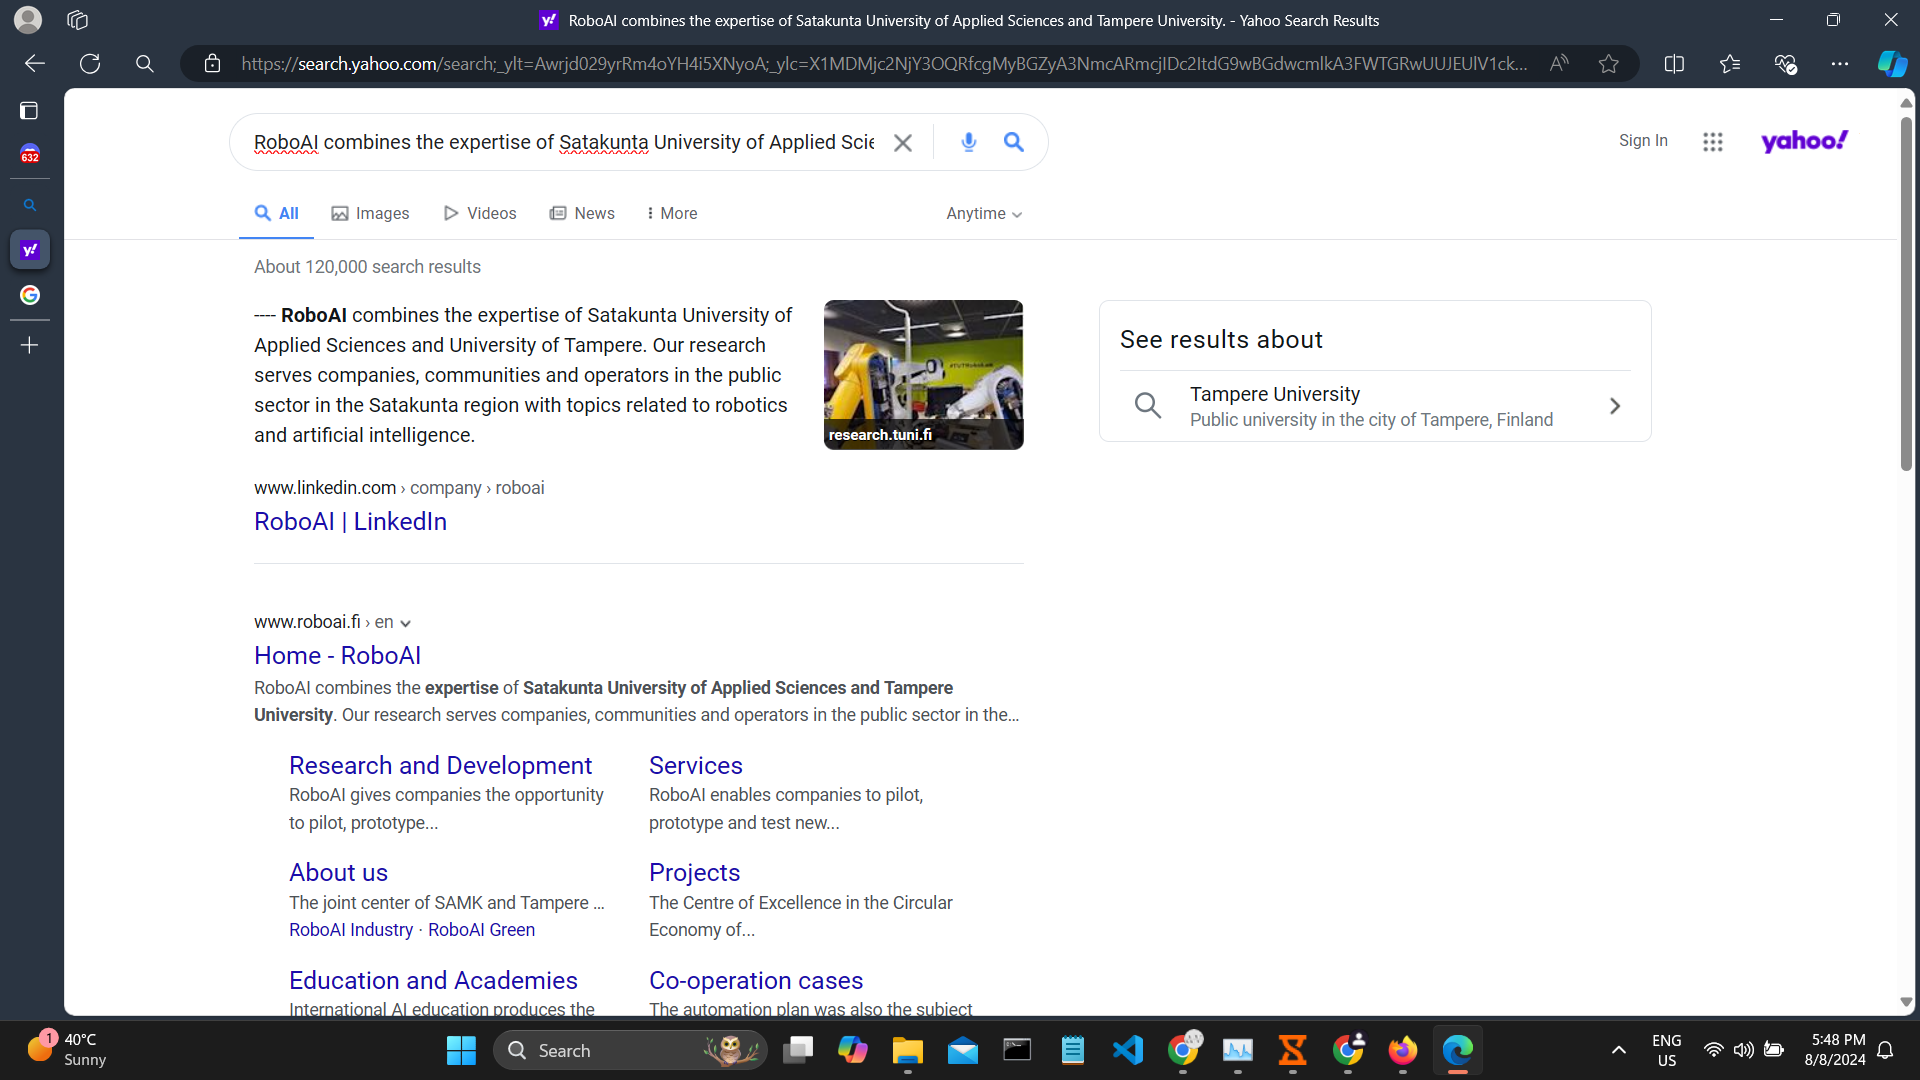 RoboAI combines the expertise of Satakunta University of Applied Sciences and Tampere University. - Yahoo Search Results
https://search.yahoo.com/search;_ylt=Awrjd029yrRm4oYH4i5XNyoA;_ylc=X1MDMjc2NjY3OQRfcgMyBGZyA3NmcARmcjIDc2ItdG9wBGdwcmlkA3FWTGRwUUJEUlV1ck...
632
RoboAI combines the expertise of Satakunta University of Applied Scie
Sign In
yahoo!
All
Images
Videos
News
More
Anytime
About 120,000 search results
---- RoboAI combines the expertise of Satakunta University of
Applied Sciences and University of Tampere. Our research
serves companies, communities and operators in the public
sector in the Satakunta region with topics related to robotics
and artificial intelligence.
research.tuni.fi
See results about
Tampere University
Public university in the city of Tampere, Finland
www.linkedin.com › company › roboai
RoboAI | LinkedIn
www.roboai.fi › en
Home - RoboAI
RoboAI combines the expertise of Satakunta University of Applied Sciences and Tampere
University. Our research serves companies, communities and operators in the public sector in the...
Research and Development
RoboAI gives companies the opportunity
to pilot, prototype...
Services
RoboAI enables companies to pilot,
prototype and test new...
About us
The joint center of SAMK and Tampere ...
RoboAI Industry · RoboAI Green
Projects
The Centre of Excellence in the Circular
Economy of...
Education and Academies
International AI education produces the
Co-operation cases
The automation plan was also the subject
1
40°C
Sunny
Search
ENG
US
5:48 PM
8/8/2024